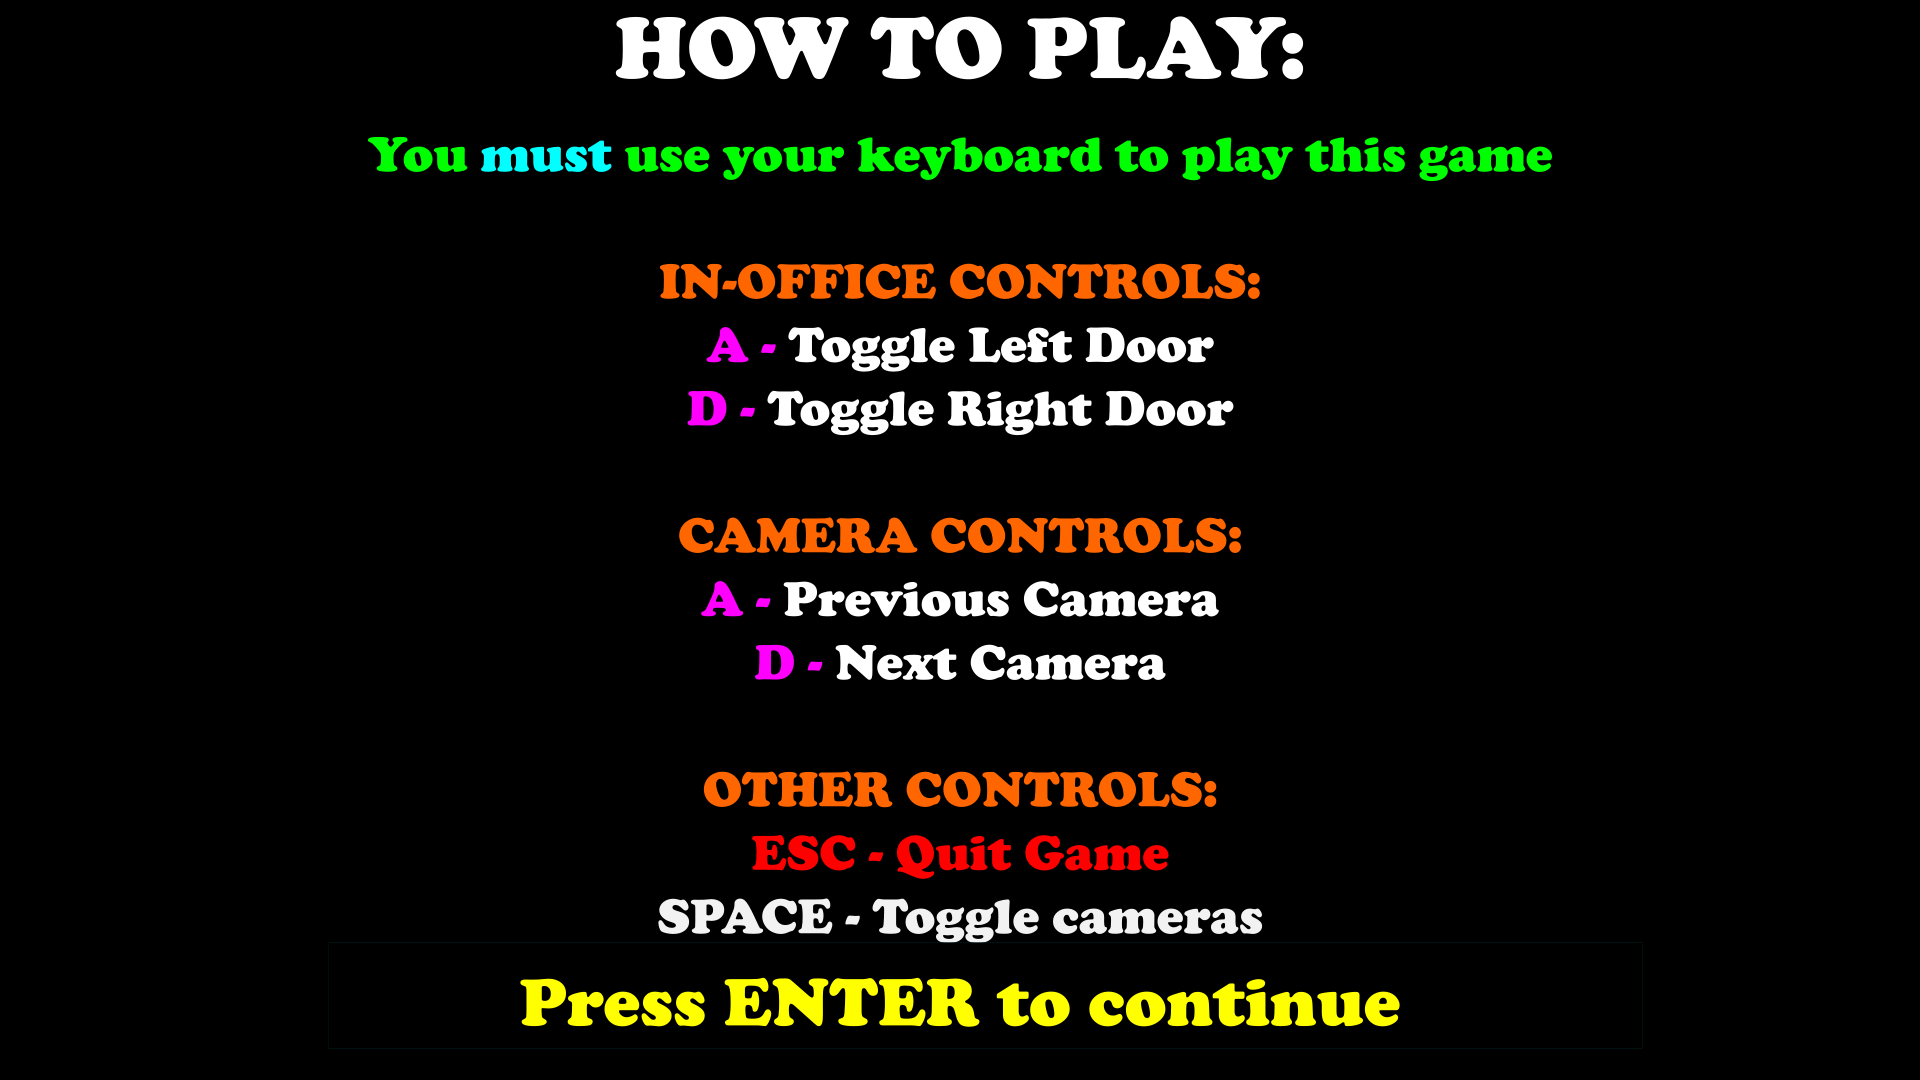 HOW TO PLAY:
You must use your keyboard to play this game
IN-OFFICE CONTROLS:
A - Toggle Left Door
D - Toggle Right Door
CAMERA CONTROLS:
A - Previous Camera
D - Next Camera
OTHER CONTROLS:
ESC - Quit Game
SPACE - Toggle cameras
Press ENTER to continue